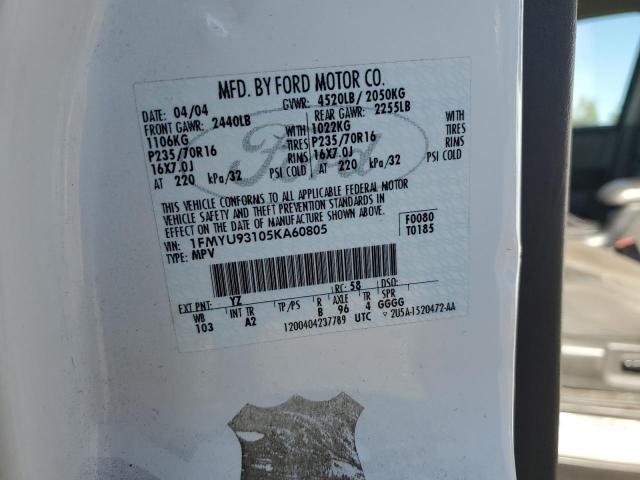 MFD. BY FORD MOTOR CO.
DATE: 04/04 GVWR: 4520LB/ 2050KG
FRONT GAWR: 2440LB REAR GAWR: 2255LB
1106KG WITH 1022KG WITH
P235/70R16 TIRES P235/70R16 TIRES
16X7.0J RIMS 16X7.0J RIMS
AT 220 kPa/32 PSI COLD AT 220 kPa/32 PSI COLD
Ford
THIS VEHICLE CONFORMS TO ALL APPLICABLE FEDERAL MOTOR
VEHICLE SAFETY AND THEFT PREVENTION STANDARDS IN
EFFECT ON THE DATE OF MANUFACTURE SHOWN ABOVE.
VIN: 1FMYU93105KA60805 F0080
TYPE: MPV T0185
EXT PNT: YZ RC: 58 DSO:
WB INT TR TP/PS R AXLE TR SPR
103 A2 B 96 4 GGGG
1200404237789 UTC 2U5A-1520472-AA